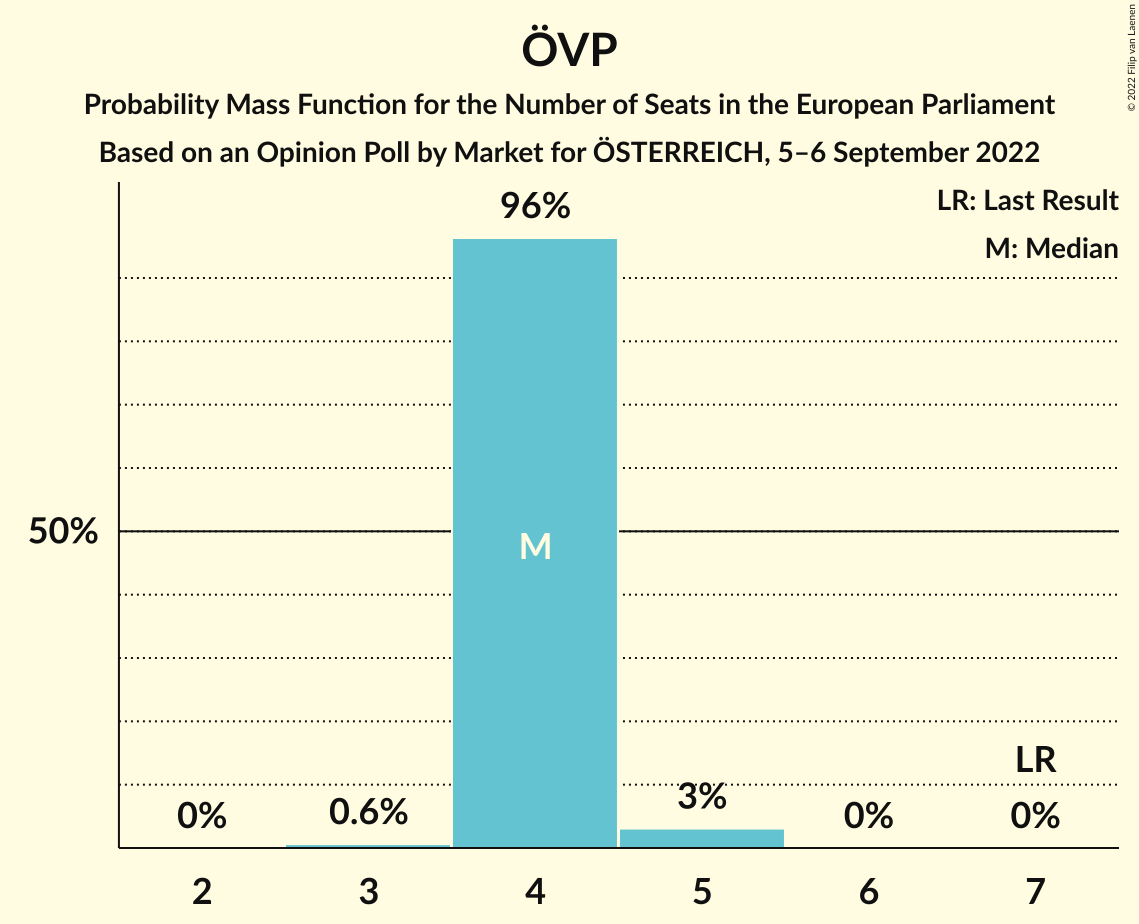 ÖVP
Probability Mass Function for the Number of Seats in the European Parliament
Based on an Opinion Poll by Market for ÖSTERREICH, 5–6 September 2022
© 2022 Filip van Laenen
LR: Last Result
M: Median
96%
50%
M
LR
0%
0.6%
3%
0%
0%
2 3 4 5 6 7